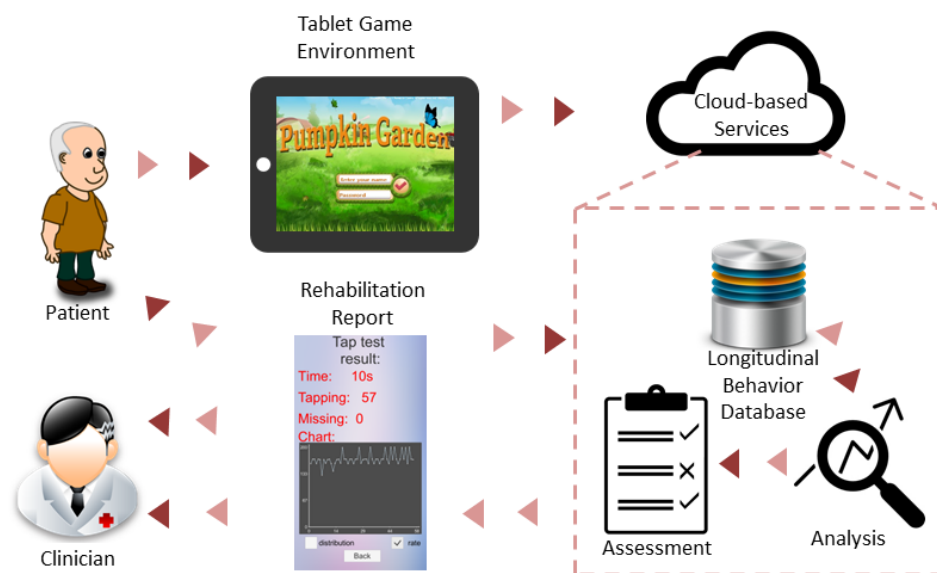 Tablet Game
Environment
Pumpkin Garden
Enter your name
Password
Cloud-based
Services
Patient
Rehabilitation
Report
Tap test
result:
Time: 10s
Tapping: 57
Missing: 0
Chart:
distribution
rate
Back
Longitudinal
Behavior
Database
Clinician
Assessment
Analysis